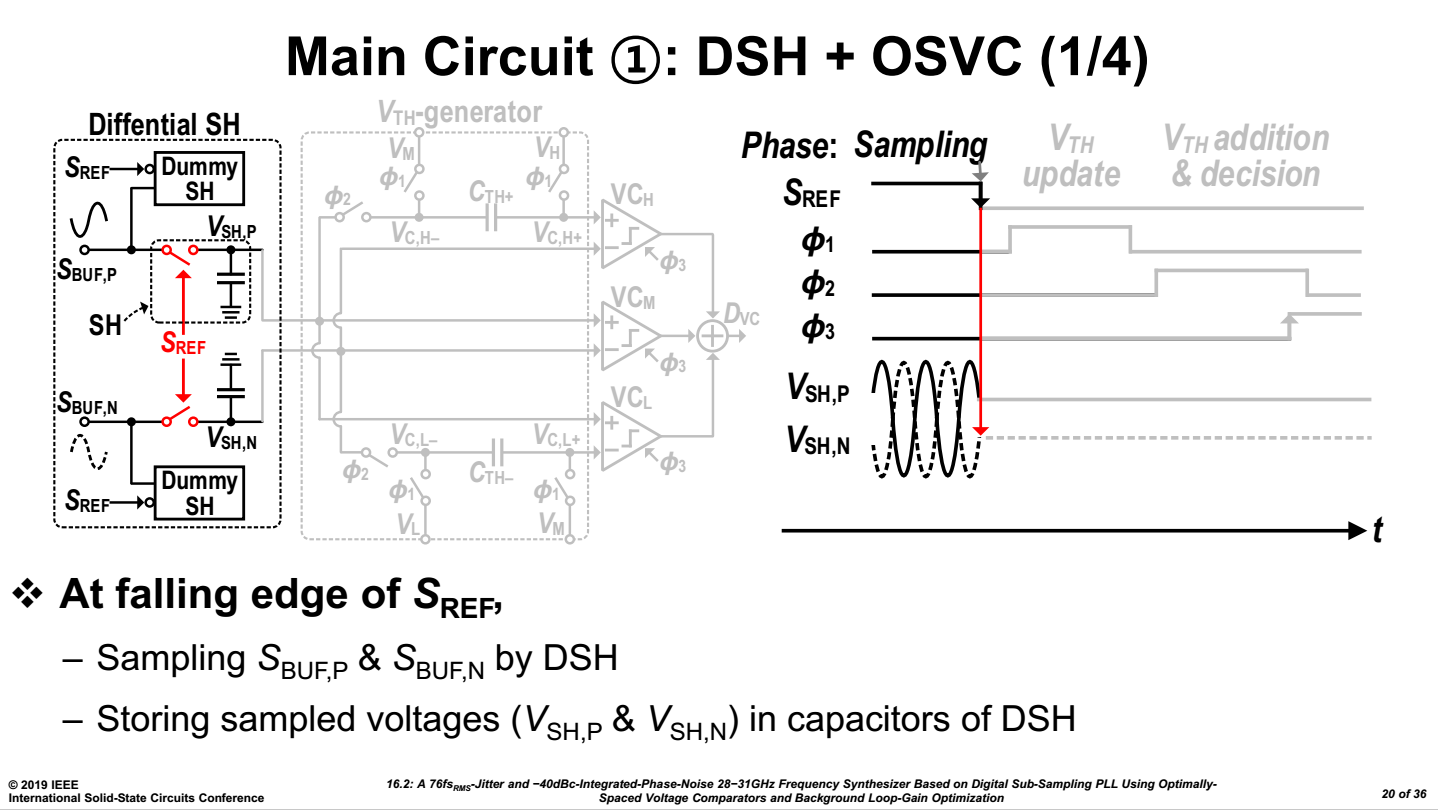 Main Circuit ①: DSH + OSVC (1/4)
Diffential SH
SREF
Dummy
SH
VSH,P
SBUF,P
SH
SREF
SBUF,N
VSH,N
SREF
Dummy
SH
VTH-generator
VM
VH
ϕ1
ϕ1
ϕ2
CTH+
VC,H–
VC,H+
VCH
ϕ3
VCM
ϕ3
DVC
VCL
ϕ3
VC,L–
VC,L+
ϕ2
CTH–
ϕ1
ϕ1
VL
VM
Phase: Sampling
VTH
update
VTH addition
& decision
SREF
ϕ1
ϕ2
ϕ3
VSH,P
VSH,N
t
❖ At falling edge of SREF,
– Sampling SBUF,P & SBUF,N by DSH
– Storing sampled voltages (VSH,P & VSH,N) in capacitors of DSH
© 2019 IEEE
International Solid-State Circuits Conference
16.2: A 76fsRMS-Jitter and −40dBc-Integrated-Phase-Noise 28−31GHz Frequency Synthesizer Based on Digital Sub-Sampling PLL Using Optimally-
Spaced Voltage Comparators and Background Loop-Gain Optimization
20 of 36